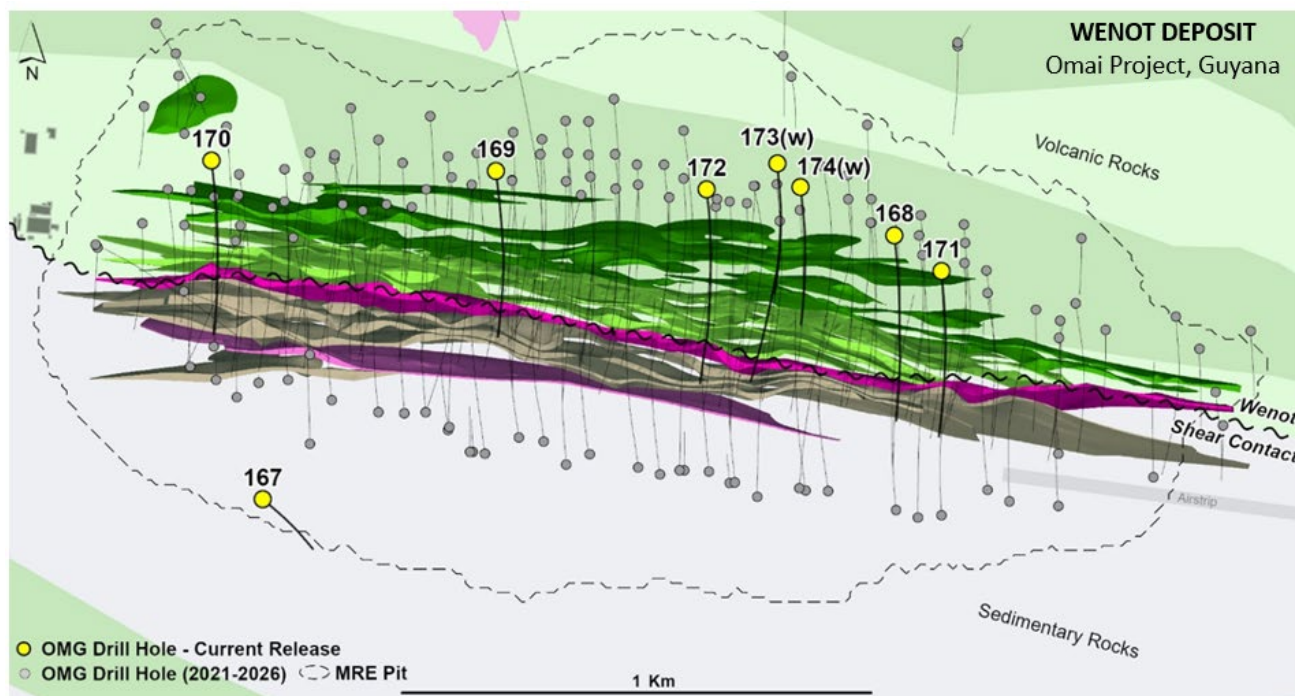 WENOT DEPOSIT
Omai Project, Guyana
N
Volcanic Rocks
170
169
172
173(w)
174(w)
168
171
Wenot
Shear Contact
Airstrip
167
Sedimentary Rocks
OMG Drill Hole - Current Release
OMG Drill Hole (2021-2026) MRE Pit
1 Km